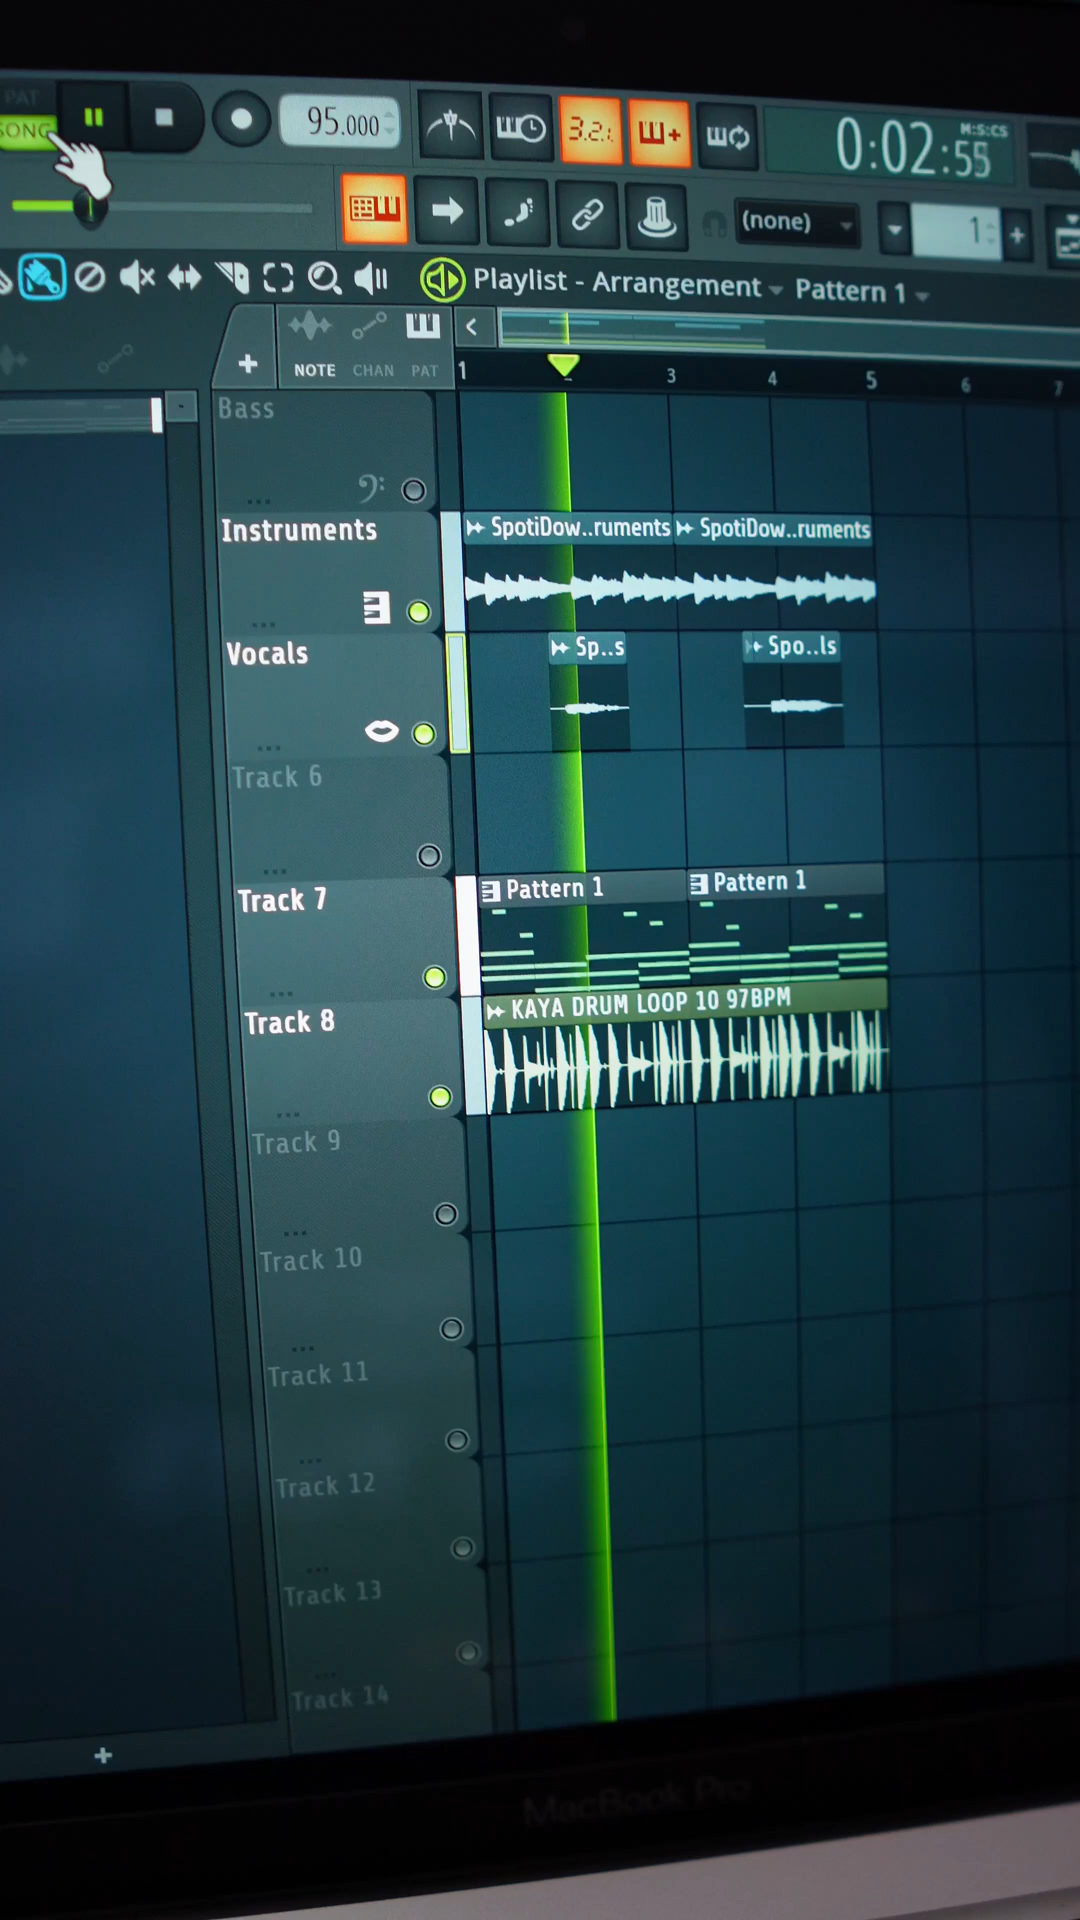 PAT
SONG
95.000
3.2.
0:02:55
M:S:CS
(none)
1
Playlist - Arrangement
Pattern 1
NOTE CHAN PAT
1 3 4 5 6 7
Bass
Instruments
SpotiDow..ruments
SpotiDow..ruments
Vocals
Sp..s
Spo..ls
Track 6
Track 7
Pattern 1
Pattern 1
Track 8
KAYA DRUM LOOP 10 97BPM
Track 9
Track 10
Track 11
Track 12
Track 13
Track 14
MacBook Pro